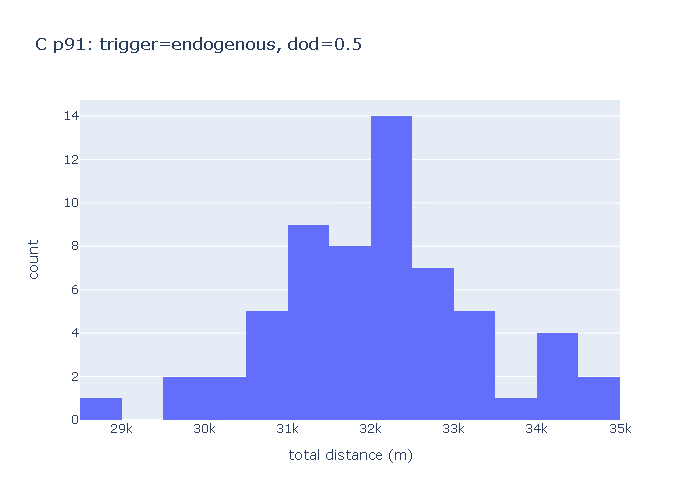 C p91: trigger=endogenous, dod=0.5
14
12
10
8
6
4
2
0
count
29k 30k 31k 32k 33k 34k 35k
total distance (m)